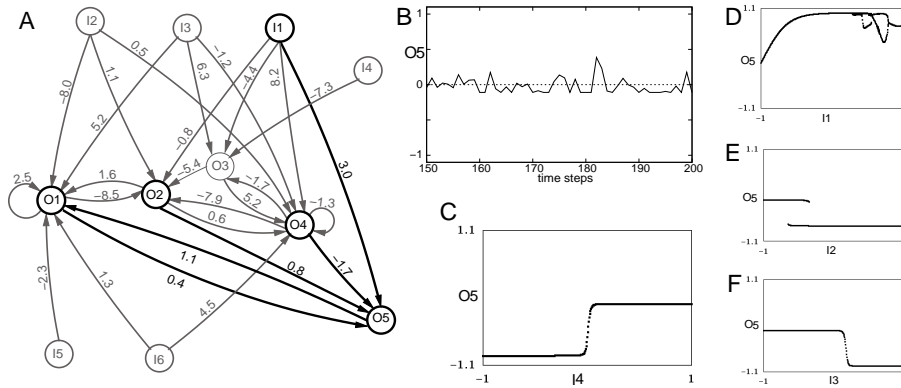 A
I2
I3
I1
I4
0.5
−1.2
−4.4
8.2
6.3
−7.3
−8.0
1.1
5.2
−0.8
3.0
O3
−5.4
2.5
1.6
O1
O2
−8.5
−1.7
5.2
−7.9
0.6
−1.3
O4
−1.7
1.1
0.8
0.4
−2.3
1.3
4.5
O5
I5
I6
B
1
O5
0
−1
150
160
170
180
190
200
time steps
C
1.1
O5
−1.1
−1
I4
1
D
1.1
O5
−1.1
−1
I1
E
1.1
O5
−1.1
−1
I2
F
1.1
O5
−1.1
−1
I3